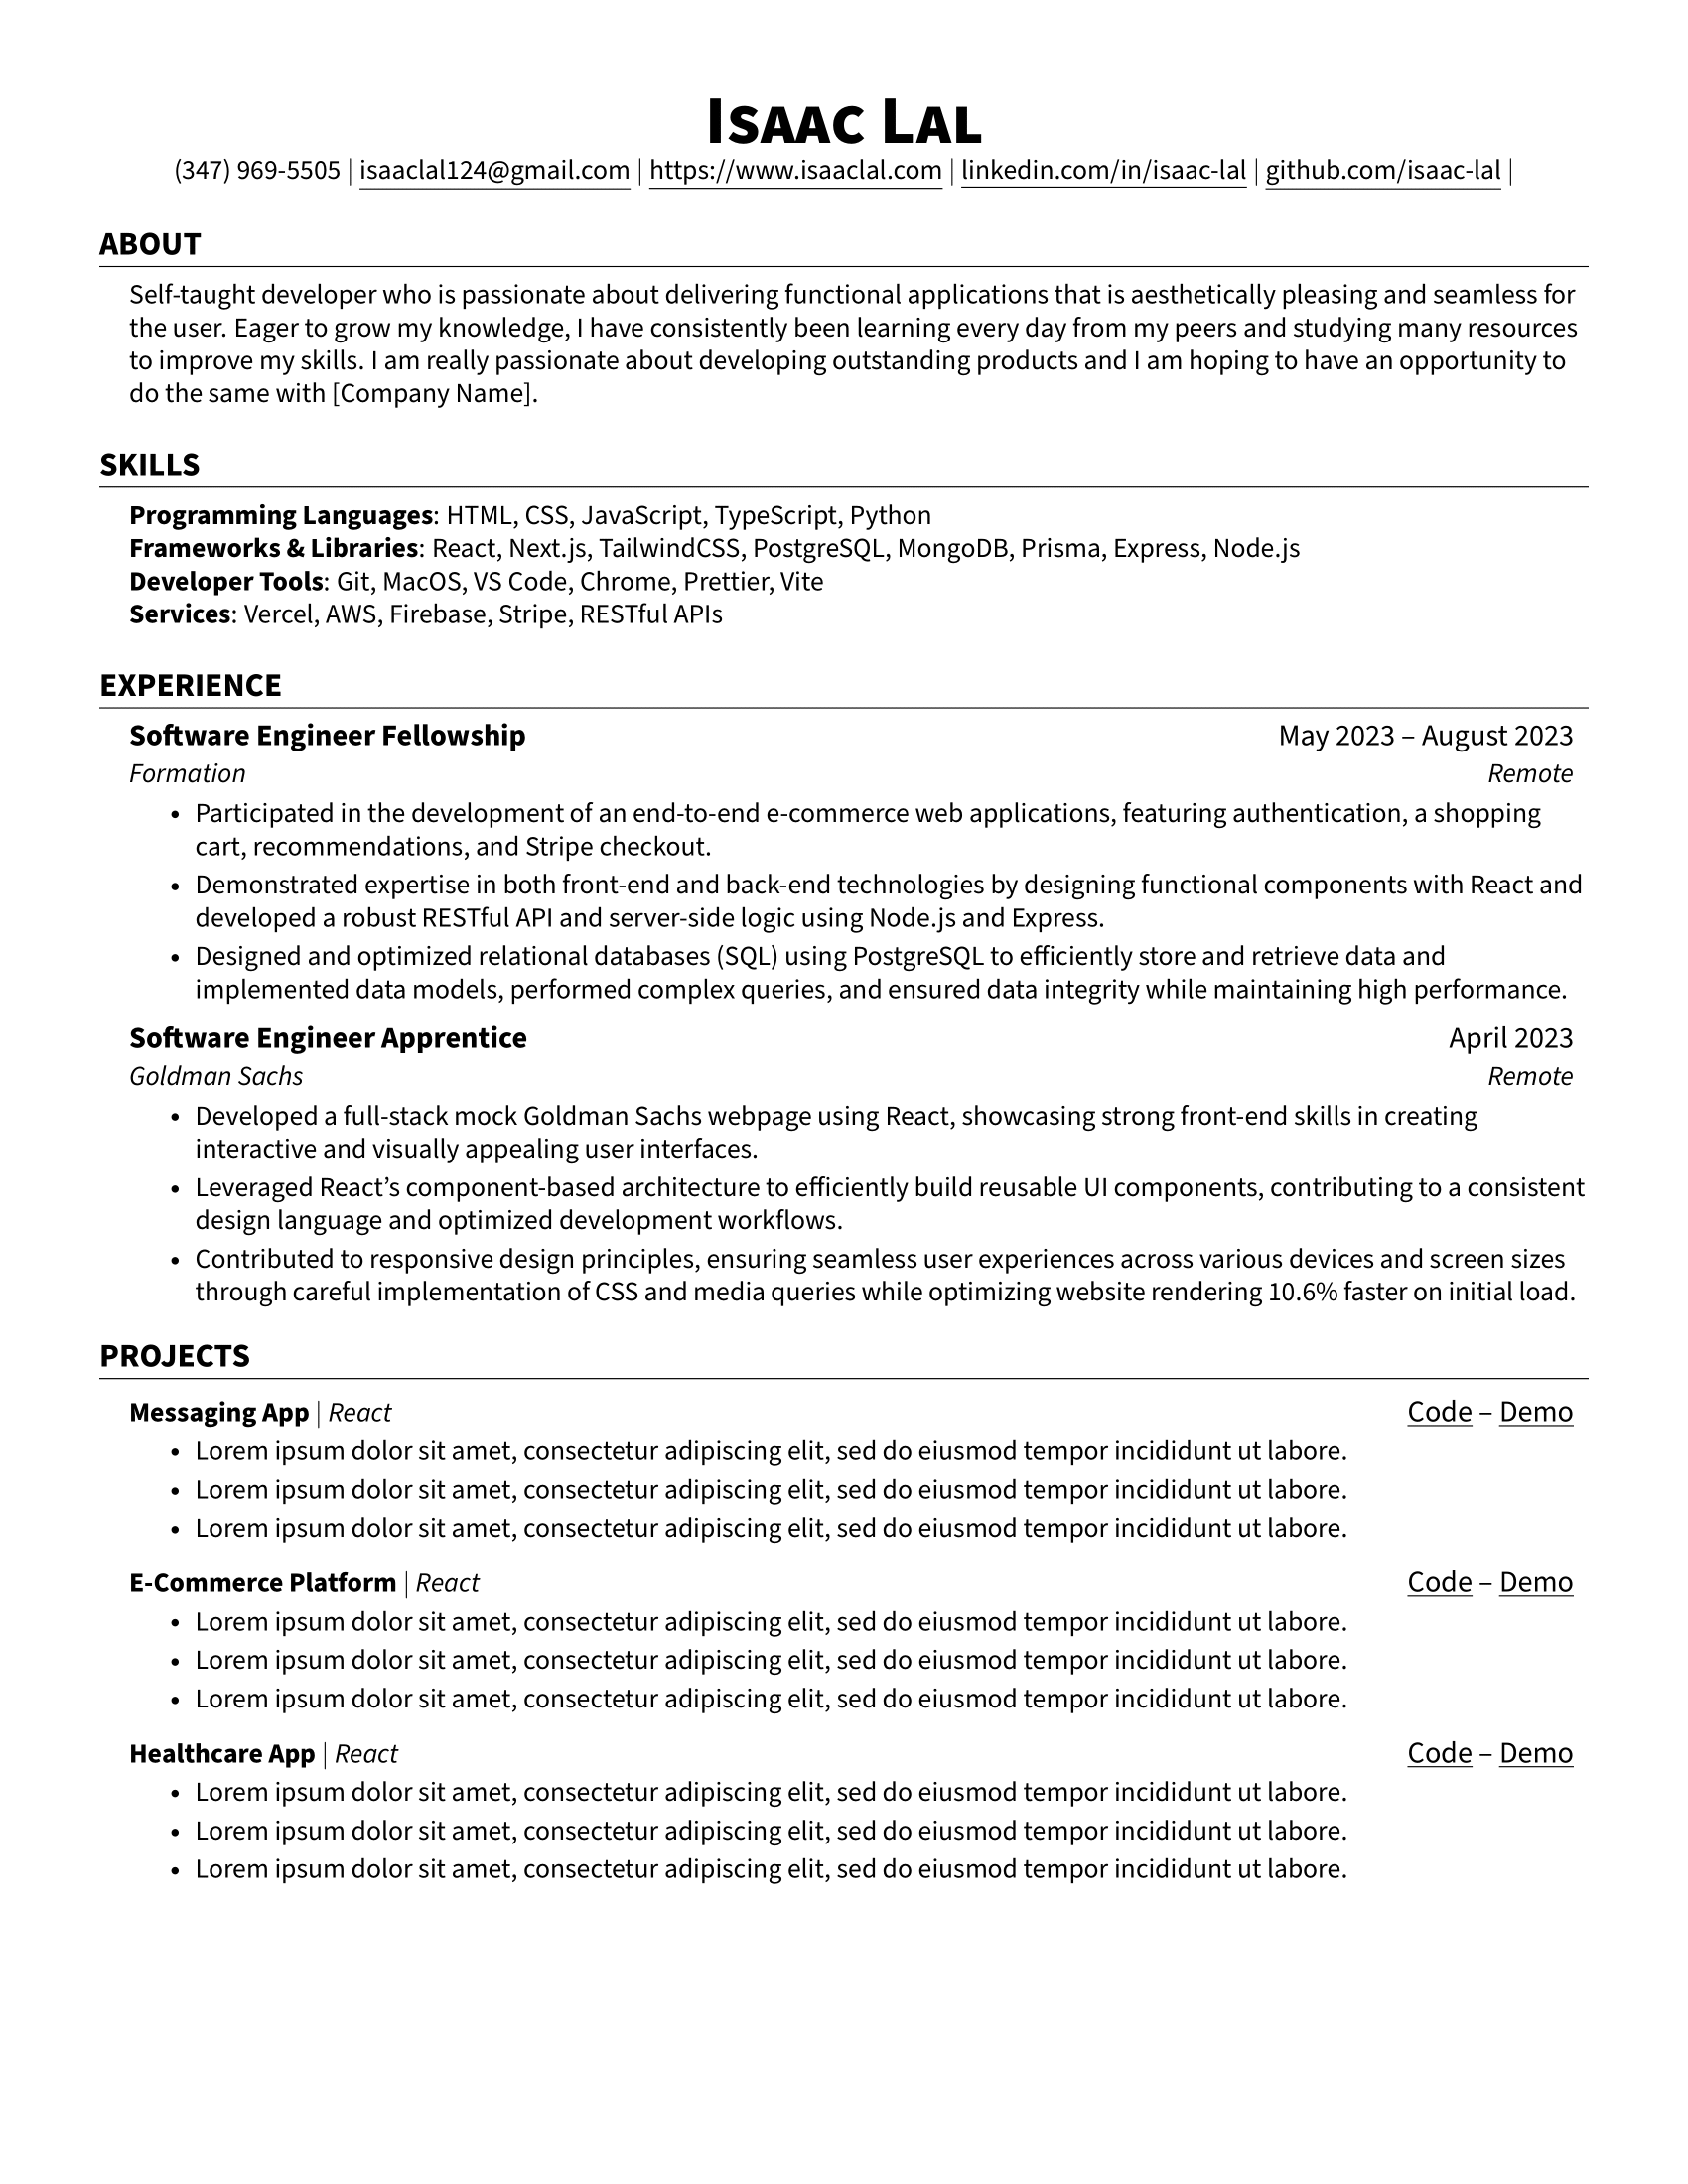 Isaac Lal
(347) 969-5505 | isaaclal124@gmail.com | https://www.isaaclal.com | linkedin.com/in/isaac-lal | github.com/isaac-lal |
ABOUT
Self-taught developer who is passionate about delivering functional applications that is aesthetically pleasing and seamless for
the user. Eager to grow my knowledge, I have consistently been learning every day from my peers and studying many resources
to improve my skills. I am really passionate about developing outstanding products and I am hoping to have an opportunity to
do the same with [Company Name].
SKILLS
Programming Languages: HTML, CSS, JavaScript, TypeScript, Python
Frameworks & Libraries: React, Next.js, TailwindCSS, PostgreSQL, MongoDB, Prisma, Express, Node.js
Developer Tools: Git, MacOS, VS Code, Chrome, Prettier, Vite
Services: Vercel, AWS, Firebase, Stripe, RESTful APIs
EXPERIENCE
Software Engineer Fellowship May 2023 – August 2023
Formation Remote
• Participated in the development of an end-to-end e-commerce web applications, featuring authentication, a shopping
cart, recommendations, and Stripe checkout.
• Demonstrated expertise in both front-end and back-end technologies by designing functional components with React and
developed a robust RESTful API and server-side logic using Node.js and Express.
• Designed and optimized relational databases (SQL) using PostgreSQL to efficiently store and retrieve data and
implemented data models, performed complex queries, and ensured data integrity while maintaining high performance.
Software Engineer Apprentice April 2023
Goldman Sachs Remote
• Developed a full-stack mock Goldman Sachs webpage using React, showcasing strong front-end skills in creating
interactive and visually appealing user interfaces.
• Leveraged React’s component-based architecture to efficiently build reusable UI components, contributing to a consistent
design language and optimized development workflows.
• Contributed to responsive design principles, ensuring seamless user experiences across various devices and screen sizes
through careful implementation of CSS and media queries while optimizing website rendering 10.6% faster on initial load.
PROJECTS
Messaging App | React Code – Demo
• Lorem ipsum dolor sit amet, consectetur adipiscing elit, sed do eiusmod tempor incididunt ut labore.
• Lorem ipsum dolor sit amet, consectetur adipiscing elit, sed do eiusmod tempor incididunt ut labore.
• Lorem ipsum dolor sit amet, consectetur adipiscing elit, sed do eiusmod tempor incididunt ut labore.
E-Commerce Platform | React Code – Demo
• Lorem ipsum dolor sit amet, consectetur adipiscing elit, sed do eiusmod tempor incididunt ut labore.
• Lorem ipsum dolor sit amet, consectetur adipiscing elit, sed do eiusmod tempor incididunt ut labore.
• Lorem ipsum dolor sit amet, consectetur adipiscing elit, sed do eiusmod tempor incididunt ut labore.
Healthcare App | React Code – Demo
• Lorem ipsum dolor sit amet, consectetur adipiscing elit, sed do eiusmod tempor incididunt ut labore.
• Lorem ipsum dolor sit amet, consectetur adipiscing elit, sed do eiusmod tempor incididunt ut labore.
• Lorem ipsum dolor sit amet, consectetur adipiscing elit, sed do eiusmod tempor incididunt ut labore.